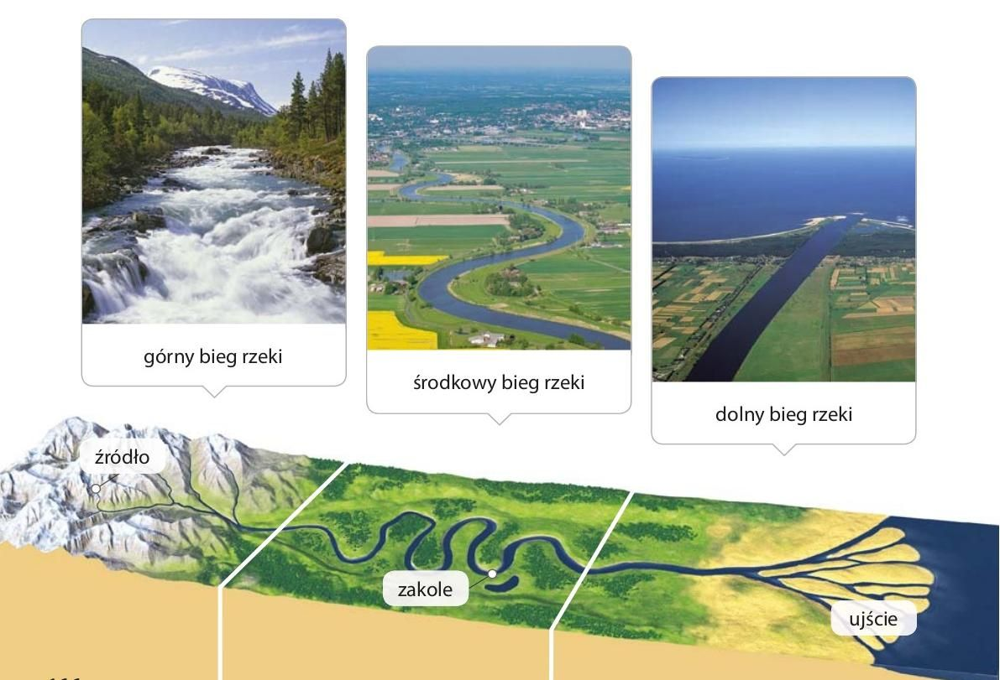 górny bieg rzeki
środkowy bieg rzeki
dolny bieg rzeki
źródło
zakole
ujście